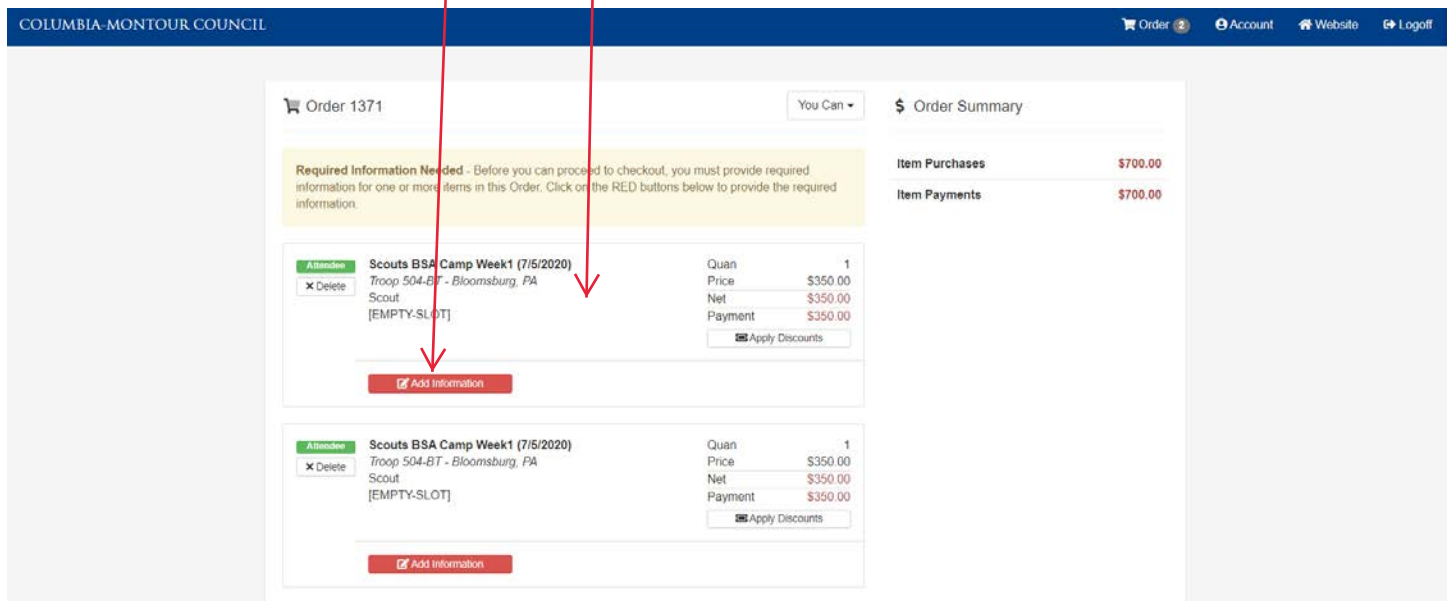 COLUMBIA-MONTOUR COUNCIL
Order 2 Account Website Logoff
Order 1371
You Can
Required Information Needed - Before you can proceed to checkout, you must provide required
information for one or more items in this Order. Click on the RED buttons below to provide the required
information.
Attendee
Delete
Scouts BSA Camp Week1 (7/5/2020)
Troop 504-BT - Bloomsburg, PA
Scout
[EMPTY-SLOT]
Quan 1
Price $350.00
Net $350.00
Payment $350.00
Apply Discounts
Add Information
Attendee
Delete
Scouts BSA Camp Week1 (7/5/2020)
Troop 504-BT - Bloomsburg, PA
Scout
[EMPTY-SLOT]
Quan 1
Price $350.00
Net $350.00
Payment $350.00
Apply Discounts
Add Information
$ Order Summary
Item Purchases $700.00
Item Payments $700.00